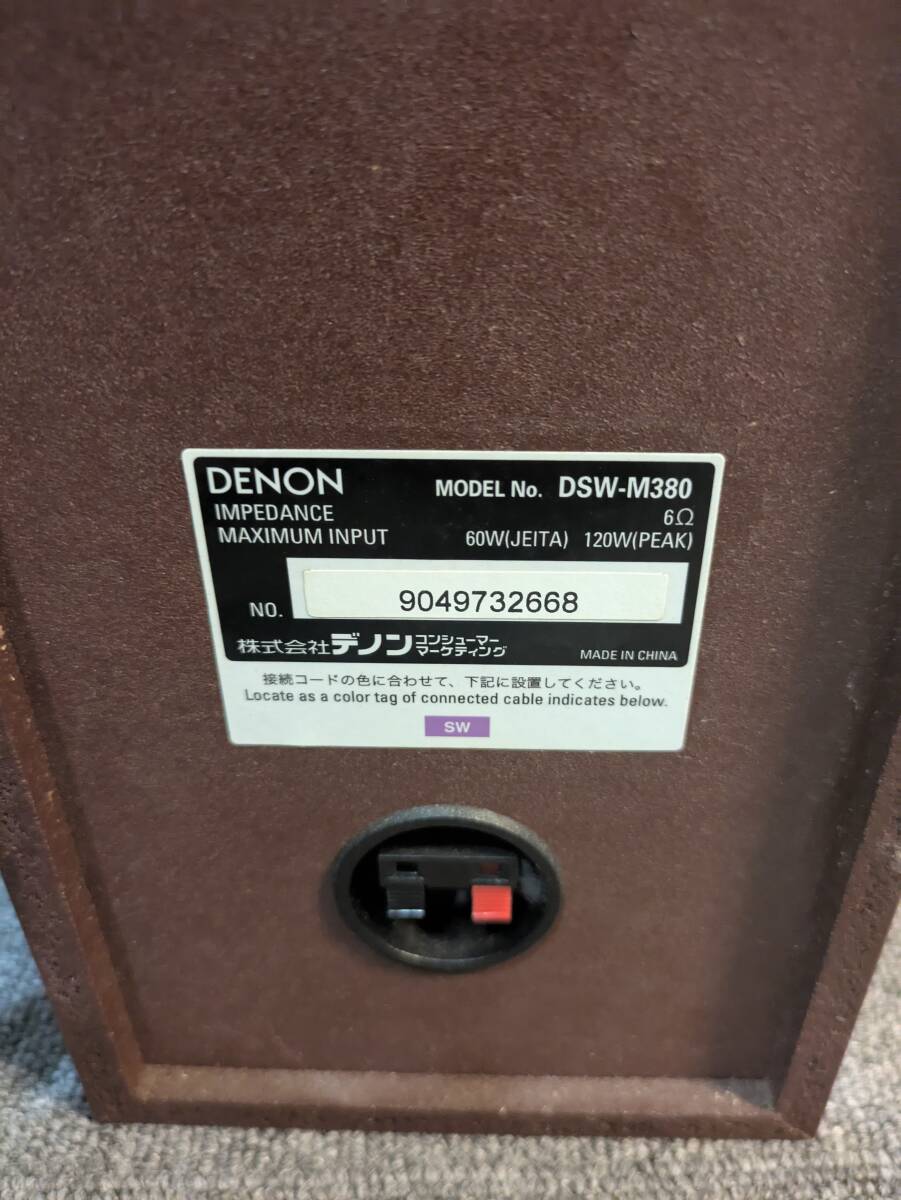 DENON
MODEL No. DSW-M380
IMPEDANCE 6Ω
MAXIMUM INPUT 60W(JEITA) 120W(PEAK)
NO. 9049732668
株式会社デノン コンシューマー マーケティング
MADE IN CHINA
接続コードの色に合わせて、下記に設置してください。
Locate as a color tag of connected cable indicates below.
SW